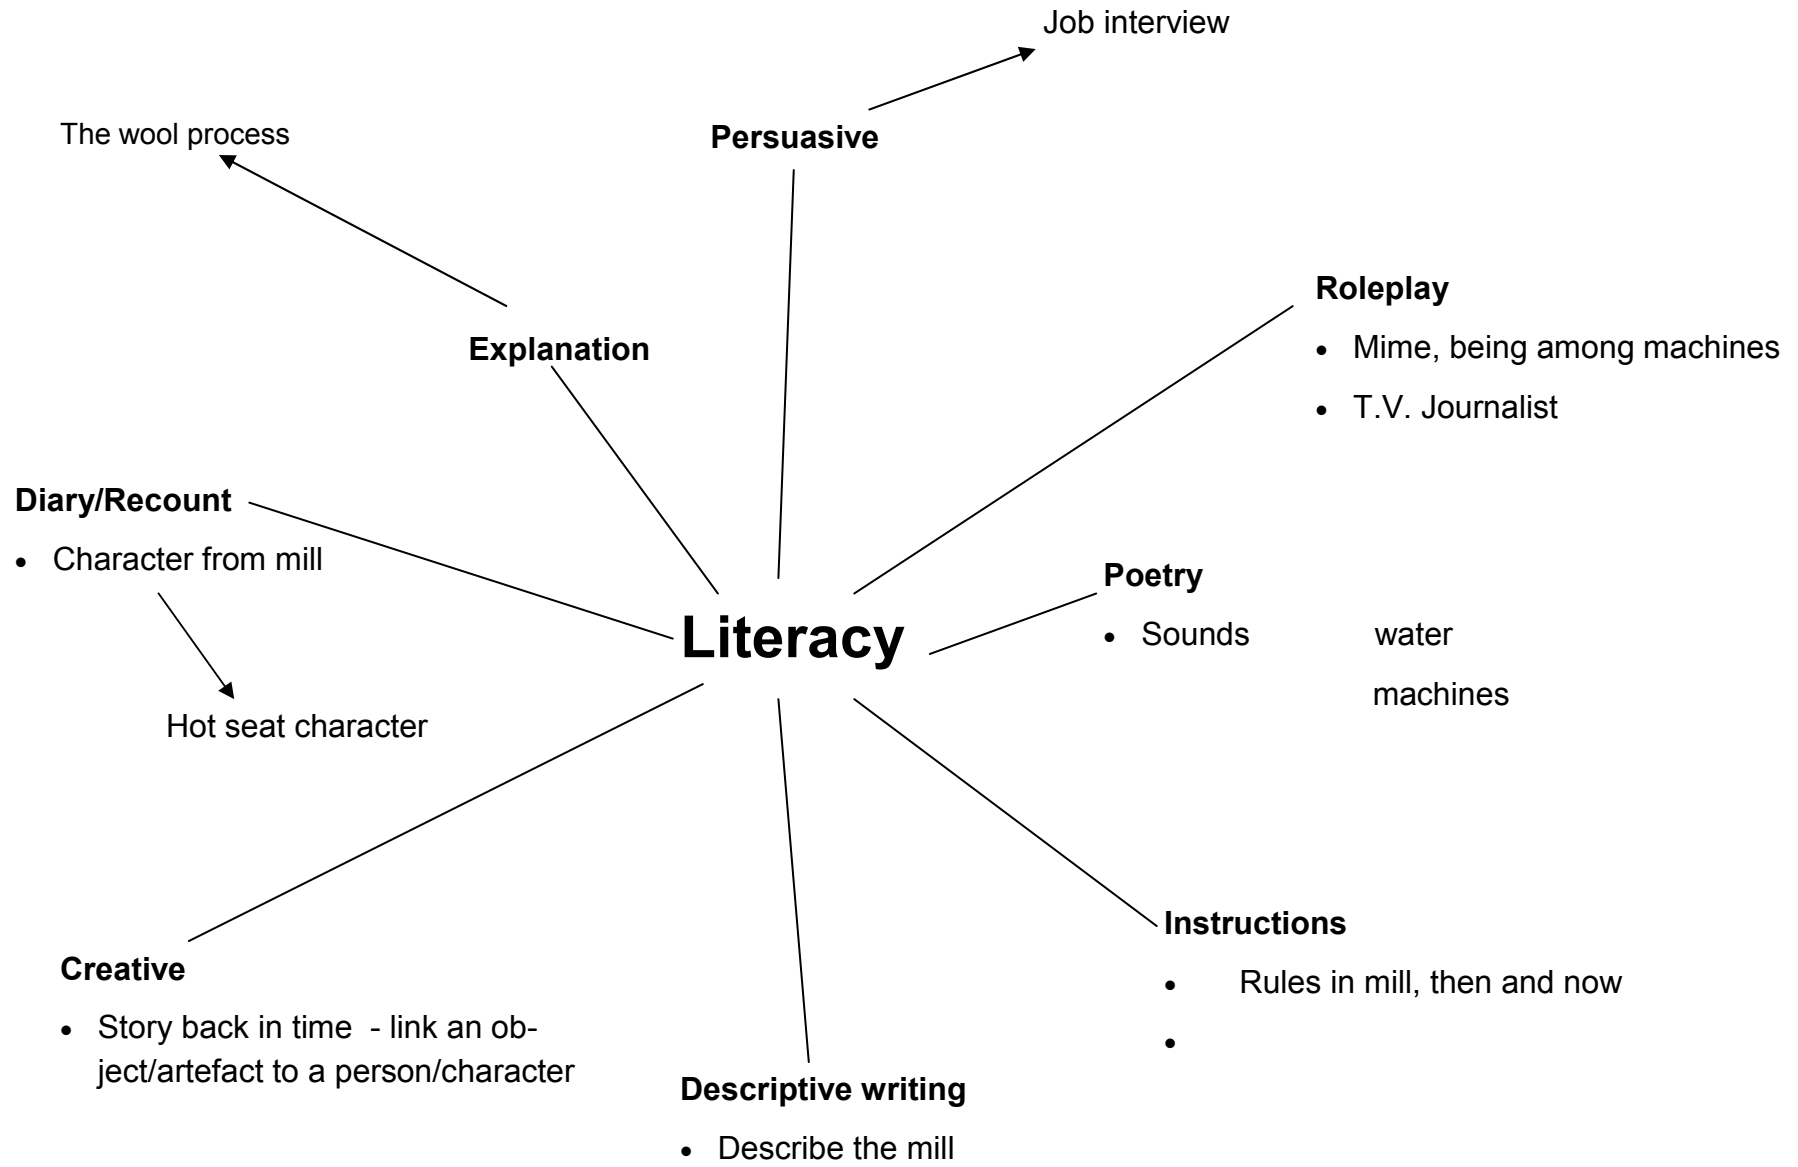 Job interview
The wool process
Persuasive
Roleplay
• Mime, being among machines
• T.V. Journalist
Explanation
Diary/Recount
• Character from mill
Hot seat character
Literacy
Poetry
• Sounds water
machines
Instructions
• Rules in mill, then and now
•
Creative
• Story back in time - link an ob-
ject/artefact to a person/character
Descriptive writing
• Describe the mill